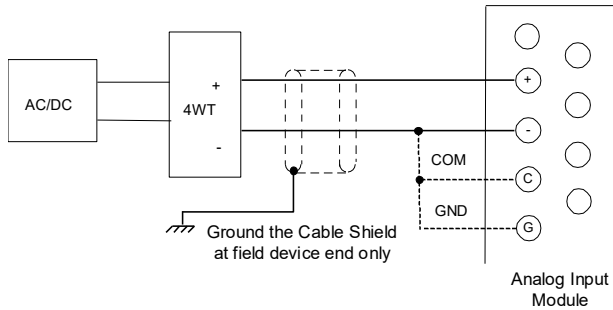 AC/DC
+
4WT
-
+
-
COM
C
GND
G
Ground the Cable Shield
at field device end only
Analog Input
Module